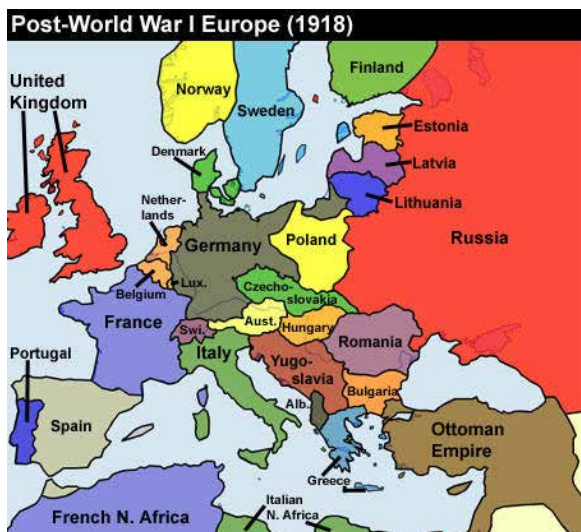 Post-World War I Europe (1918)
United
Kingdom
Norway
Sweden
Finland
Estonia
Latvia
Lithuania
Denmark
Nether-
lands
Germany
Poland
Russia
Belgium
Lux.
Czecho-
slovakia
France
Swi.
Aust.
Hungary
Romania
Portugal
Spain
Italy
Yugo-
slavia
Bulgaria
Alb.
Greece
Ottoman
Empire
French N. Africa
Italian
N. Africa